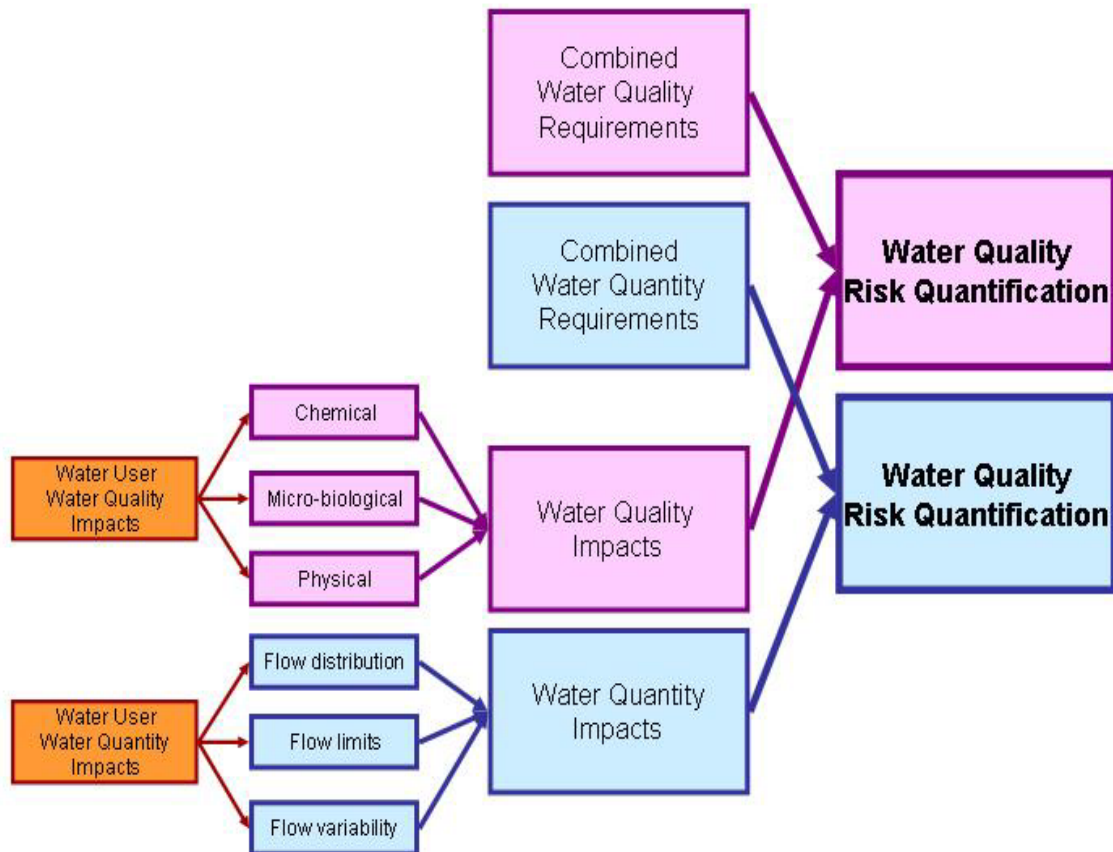 Combined
Water Quality
Requirements
Combined
Water Quantity
Requirements
Water Quality
Risk Quantification
Water Quality
Risk Quantification
Water User
Water Quality
Impacts
Chemical
Micro-biological
Physical
Water Quality
Impacts
Water User
Water Quantity
Impacts
Flow distribution
Flow limits
Flow variability
Water Quantity
Impacts